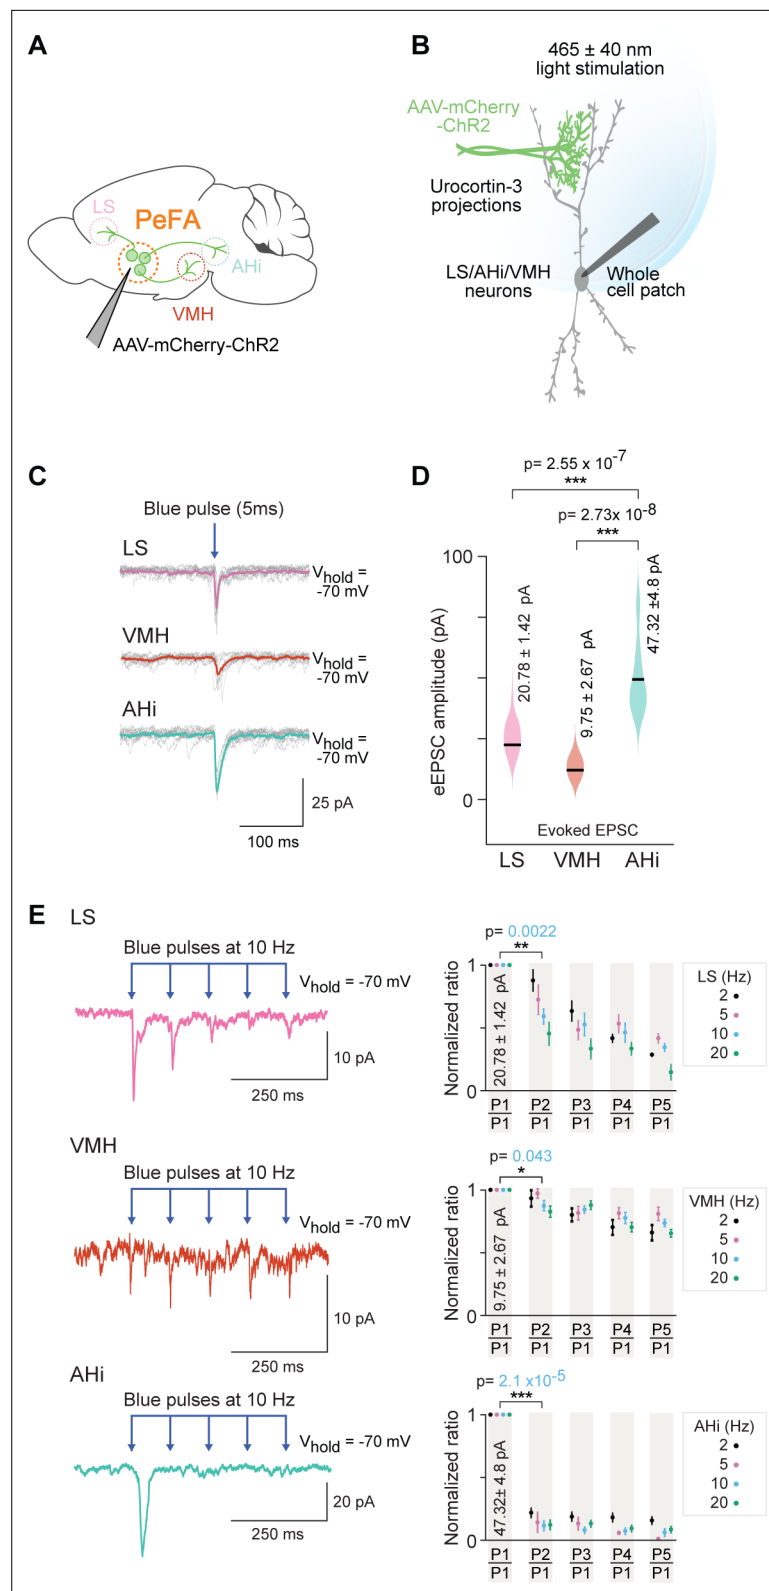 A
LS
PeFA
AHi
VMH
AAV-mCherry-ChR2
B
465 ± 40 nm
light stimulation
AAV-mCherry
-ChR2
Urocortin-3
projections
LS/AHi/VMH
neurons
Whole
cell patch
C
Blue pulse (5ms)
LS
Vhold =
-70 mV
VMH
Vhold =
-70 mV
AHi
Vhold =
-70 mV
25 pA
100 ms
D
p= 2.55 x 10-7
***
p= 2.73x 10-8
***
eEPSC amplitude (pA)
100
0
20.78 ± 1.42 pA
9.75 ± 2.67 pA
47.32 ±4.8 pA
Evoked EPSC
LS VMH AHi
E
LS
Blue pulses at 10 Hz
Vhold = -70 mV
10 pA
250 ms
p= 0.0022
**
Normalized ratio
1
0
20.78 ± 1.42 pA
P1 P2 P3 P4 P5
P1 P1 P1 P1 P1
LS (Hz)
2
5
10
20
VMH
Blue pulses at 10 Hz
Vhold = -70 mV
10 pA
250 ms
p= 0.043
*
Normalized ratio
1
0
9.75 ± 2.67 pA
P1 P2 P3 P4 P5
P1 P1 P1 P1 P1
VMH (Hz)
2
5
10
20
AHi
Blue pulses at 10 Hz
Vhold = -70 mV
20 pA
250 ms
p= 2.1 x10-5
***
Normalized ratio
1
0
47.32± 4.8 pA
P1 P2 P3 P4 P5
P1 P1 P1 P1 P1
AHi (Hz)
2
5
10
20